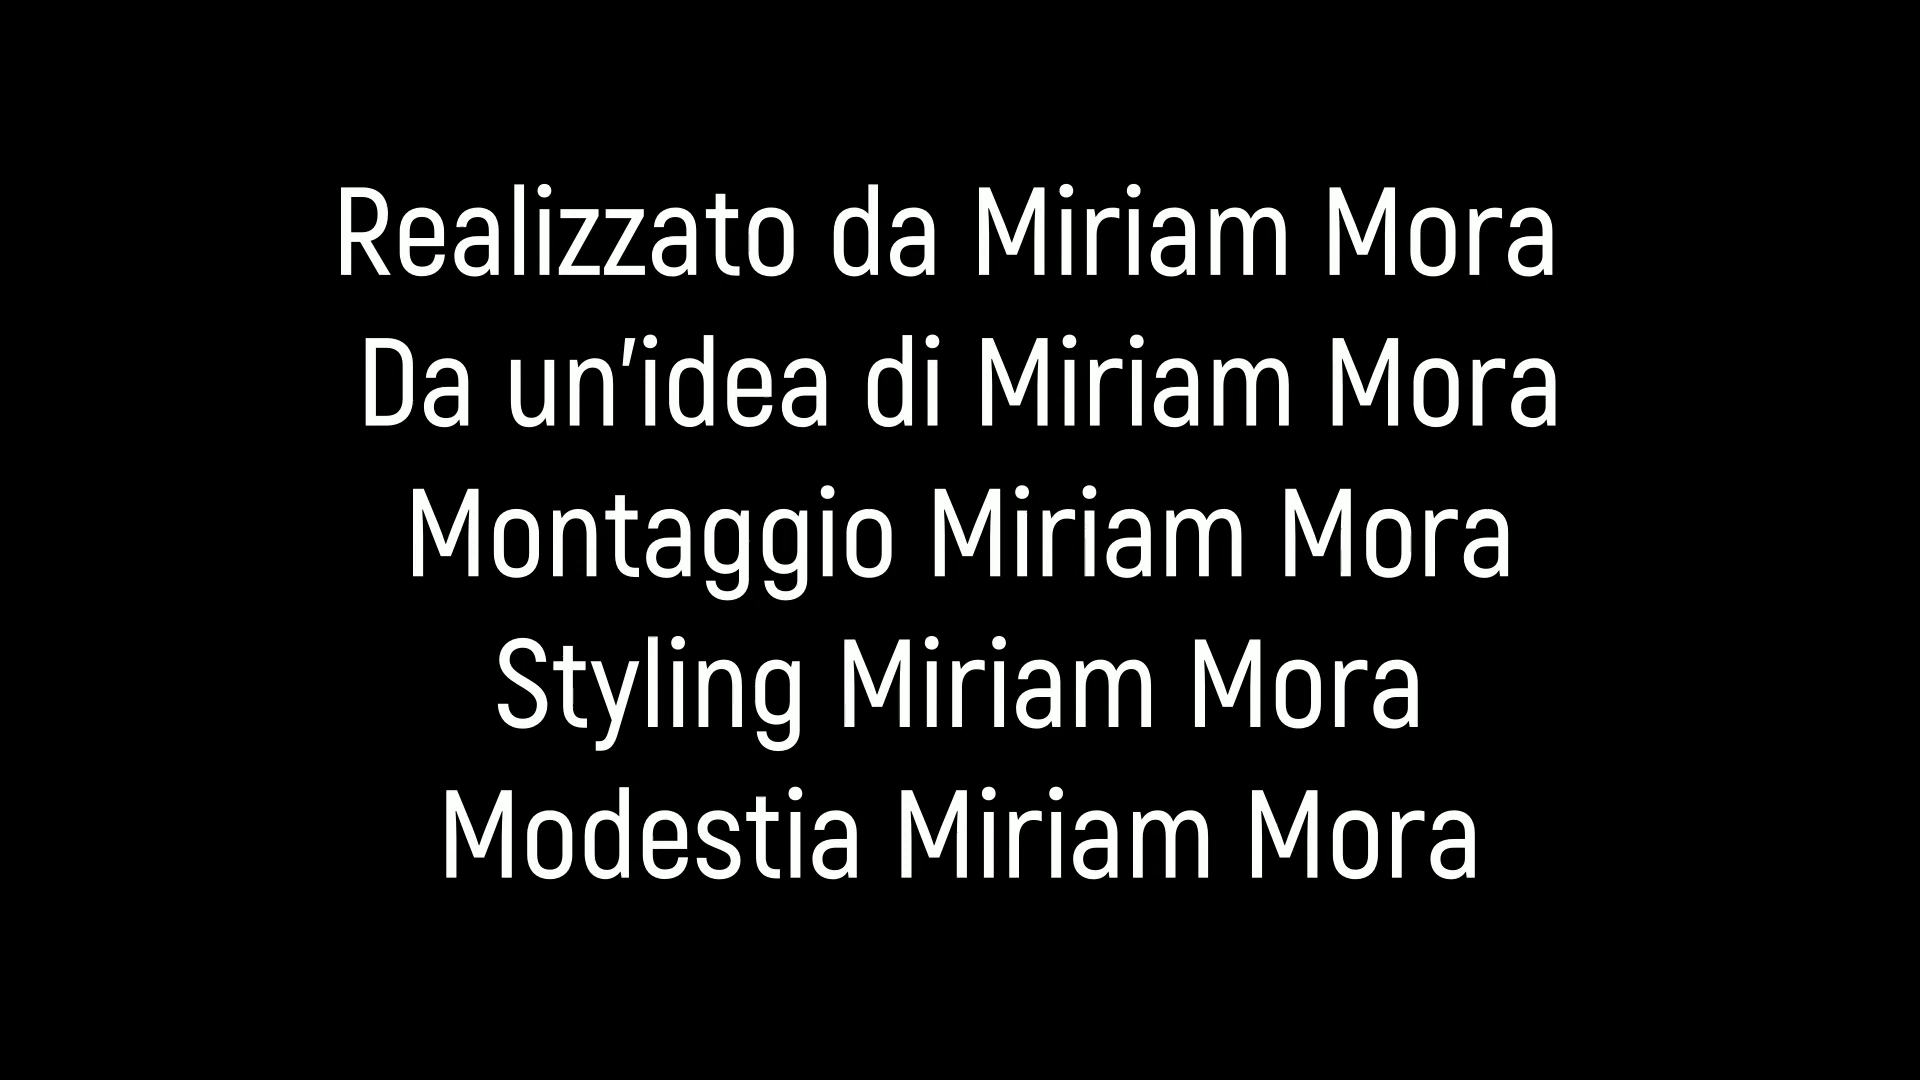 Realizzato da Miriam Mora
Da un'idea di Miriam Mora
Montaggio Miriam Mora
Styling Miriam Mora
Modestia Miriam Mora